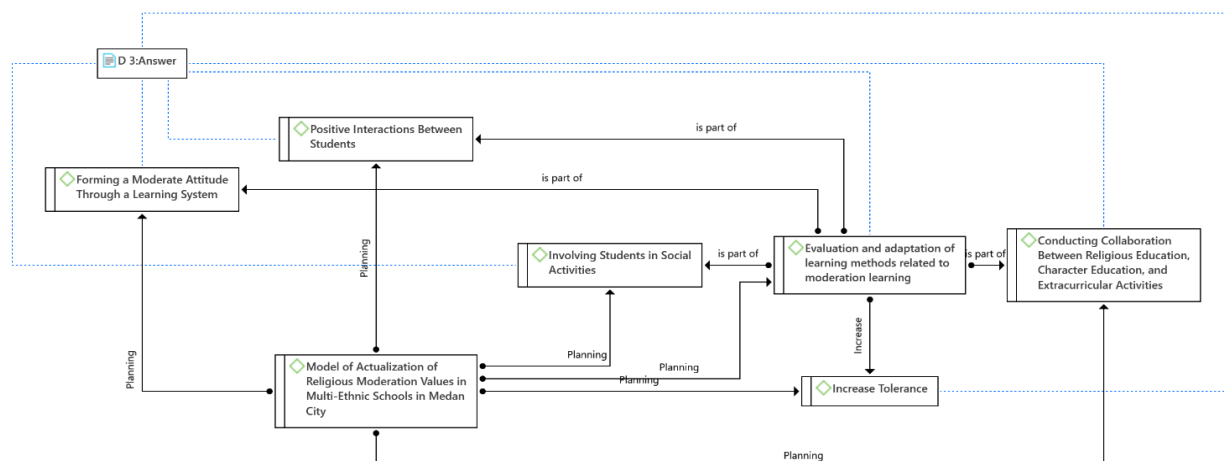 D 3:Answer
Positive Interactions Between
Students
is part of
Forming a Moderate Attitude
Through a Learning System
is part of
Planning
Involving Students in Social
Activities
is part of
Evaluation and adaptation of
learning methods related to
moderation learning
is part of
Conducting Collaboration
Between Religious Education,
Character Education, and
Extracurricular Activities
Increase
Planning
Planning
Planning
Planning
Model of Actualization of
Religious Moderation Values in
Multi-Ethnic Schools in Medan
City
Increase Tolerance
Planning